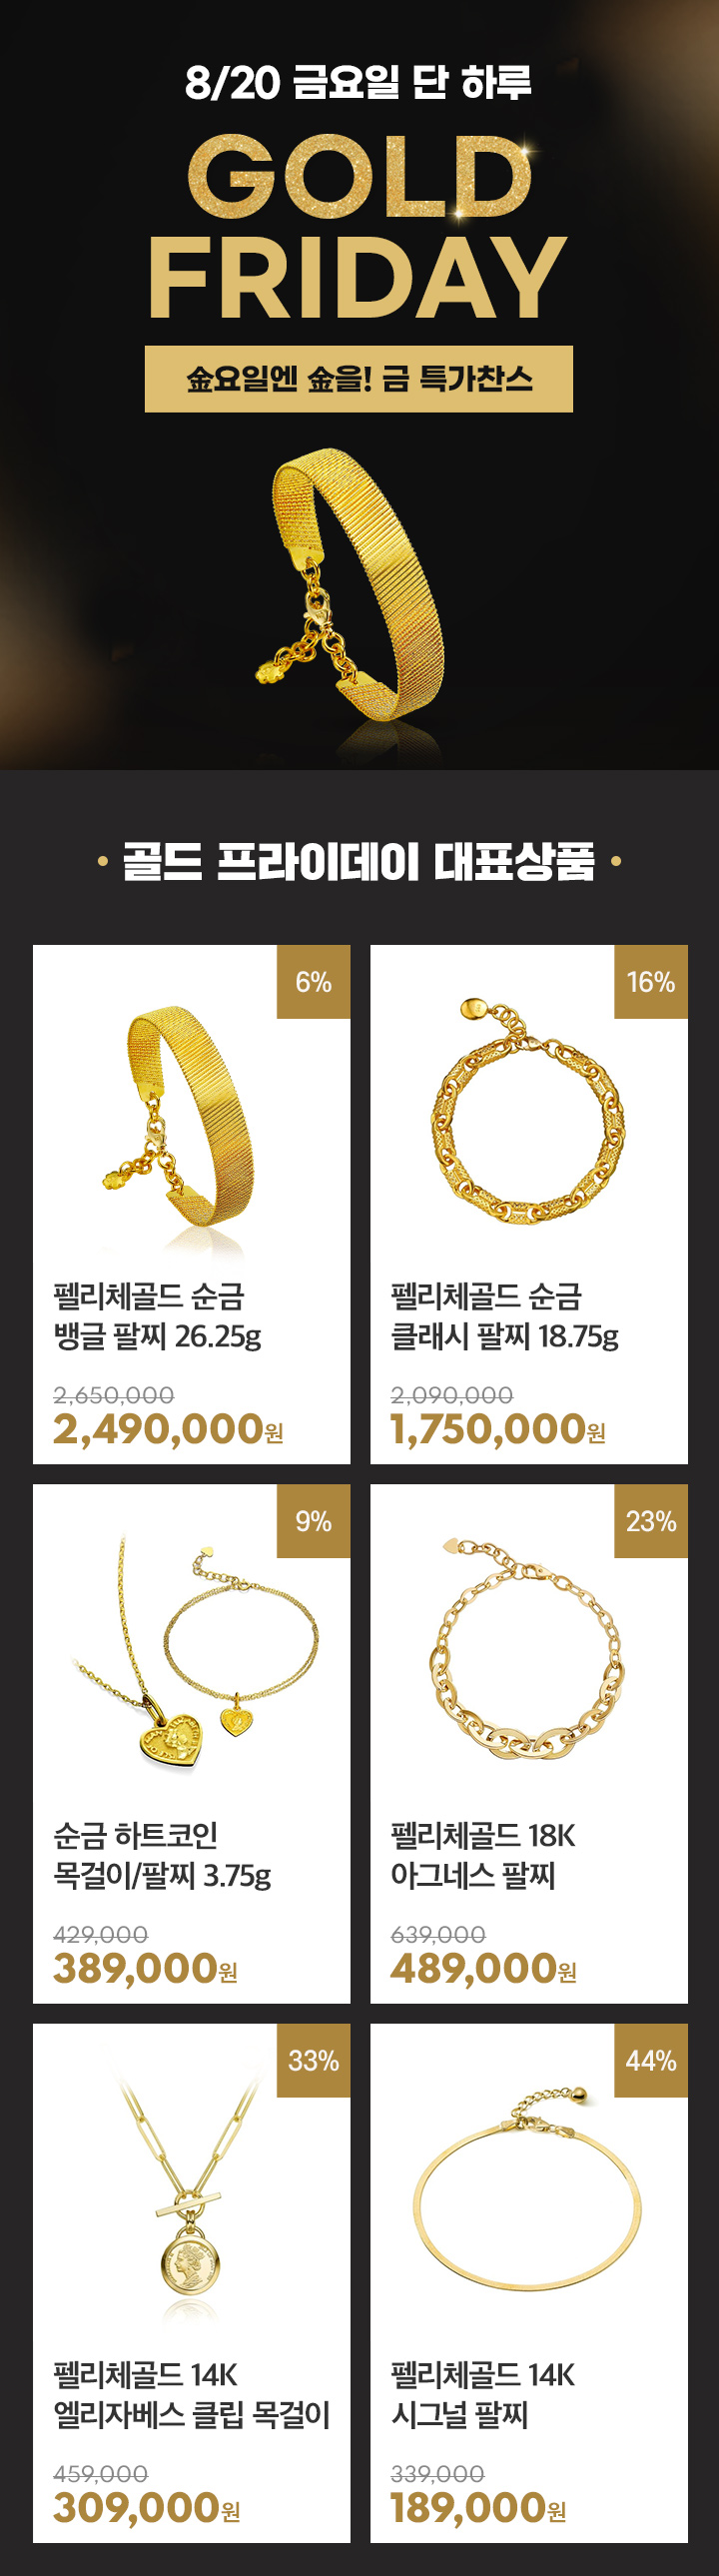 8/20 금요일 단 하루
GOLD
FRIDAY
金요일엔 金을! 금 특가찬스
골드 프라이데이 대표상품
6%
펠리체골드 순금
뱅글 팔찌 26.25g
2,650,000
2,490,000원
16%
펠리체골드 순금
클래시 팔찌 18.75g
2,090,000
1,750,000원
9%
순금 하트코인
목걸이/팔찌 3.75g
429,000
389,000원
23%
펠리체골드 18K
아그네스 팔찌
639,000
489,000원
33%
펠리체골드 14K
엘리자베스 클립 목걸이
459,000
309,000원
44%
펠리체골드 14K
시그널 팔찌
339,000
189,000원